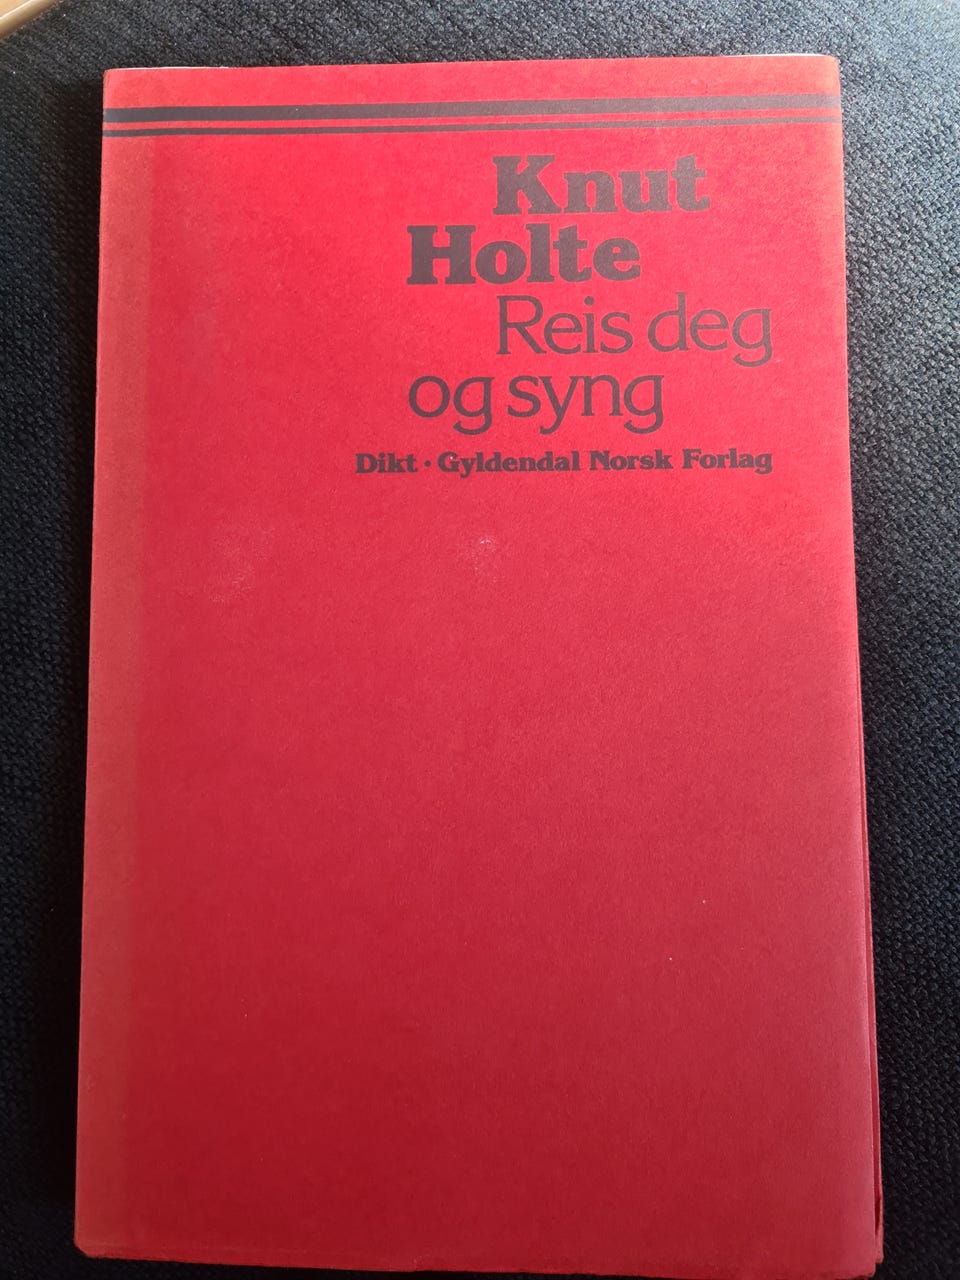 Knut
Holte
Reis deg
og syng
Dikt · Gyldendal Norsk Forlag